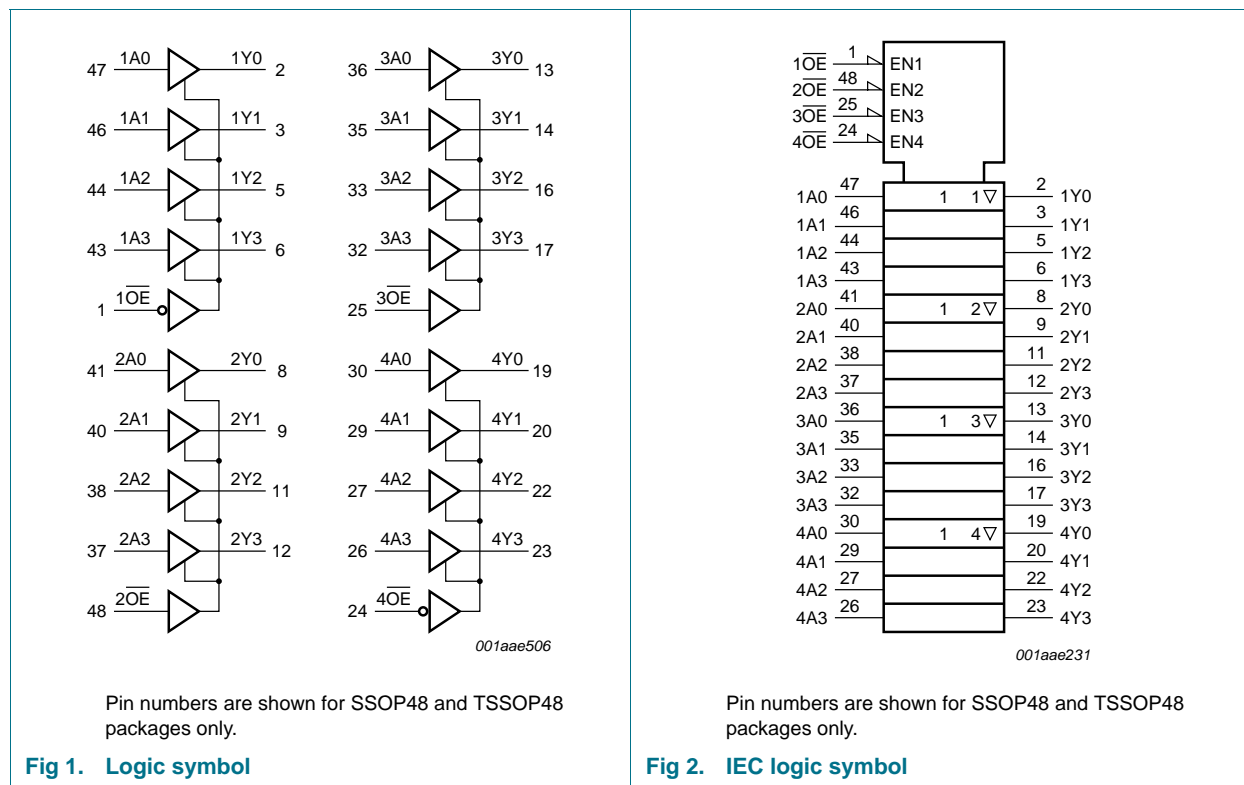 47 1A0 1Y0 2
46 1A1 1Y1 3
44 1A2 1Y2 5
43 1A3 1Y3 6
1 1O̅E̅
41 2A0 2Y0 8
40 2A1 2Y1 9
38 2A2 2Y2 11
37 2A3 2Y3 12
48 2O̅E̅
36 3A0 3Y0 13
35 3A1 3Y1 14
33 3A2 3Y2 16
32 3A3 3Y3 17
25 3O̅E̅
30 4A0 4Y0 19
29 4A1 4Y1 20
27 4A2 4Y2 22
26 4A3 4Y3 23
24 4O̅E̅
001aae506
Pin numbers are shown for SSOP48 and TSSOP48
packages only.
Fig 1. Logic symbol
1O̅E̅ 1 EN1
2O̅E̅ 48 EN2
3O̅E̅ 25 EN3
4O̅E̅ 24 EN4
1A0 47 1 1▽ 2 1Y0
1A1 46 3 1Y1
1A2 44 5 1Y2
1A3 43 6 1Y3
2A0 41 1 2▽ 8 2Y0
2A1 40 9 2Y1
2A2 38 11 2Y2
2A3 37 12 2Y3
3A0 36 1 3▽ 13 3Y0
3A1 35 14 3Y1
3A2 33 16 3Y2
3A3 32 17 3Y3
4A0 30 1 4▽ 19 4Y0
4A1 29 20 4Y1
4A2 27 22 4Y2
4A3 26 23 4Y3
001aae231
Pin numbers are shown for SSOP48 and TSSOP48
packages only.
Fig 2. IEC logic symbol